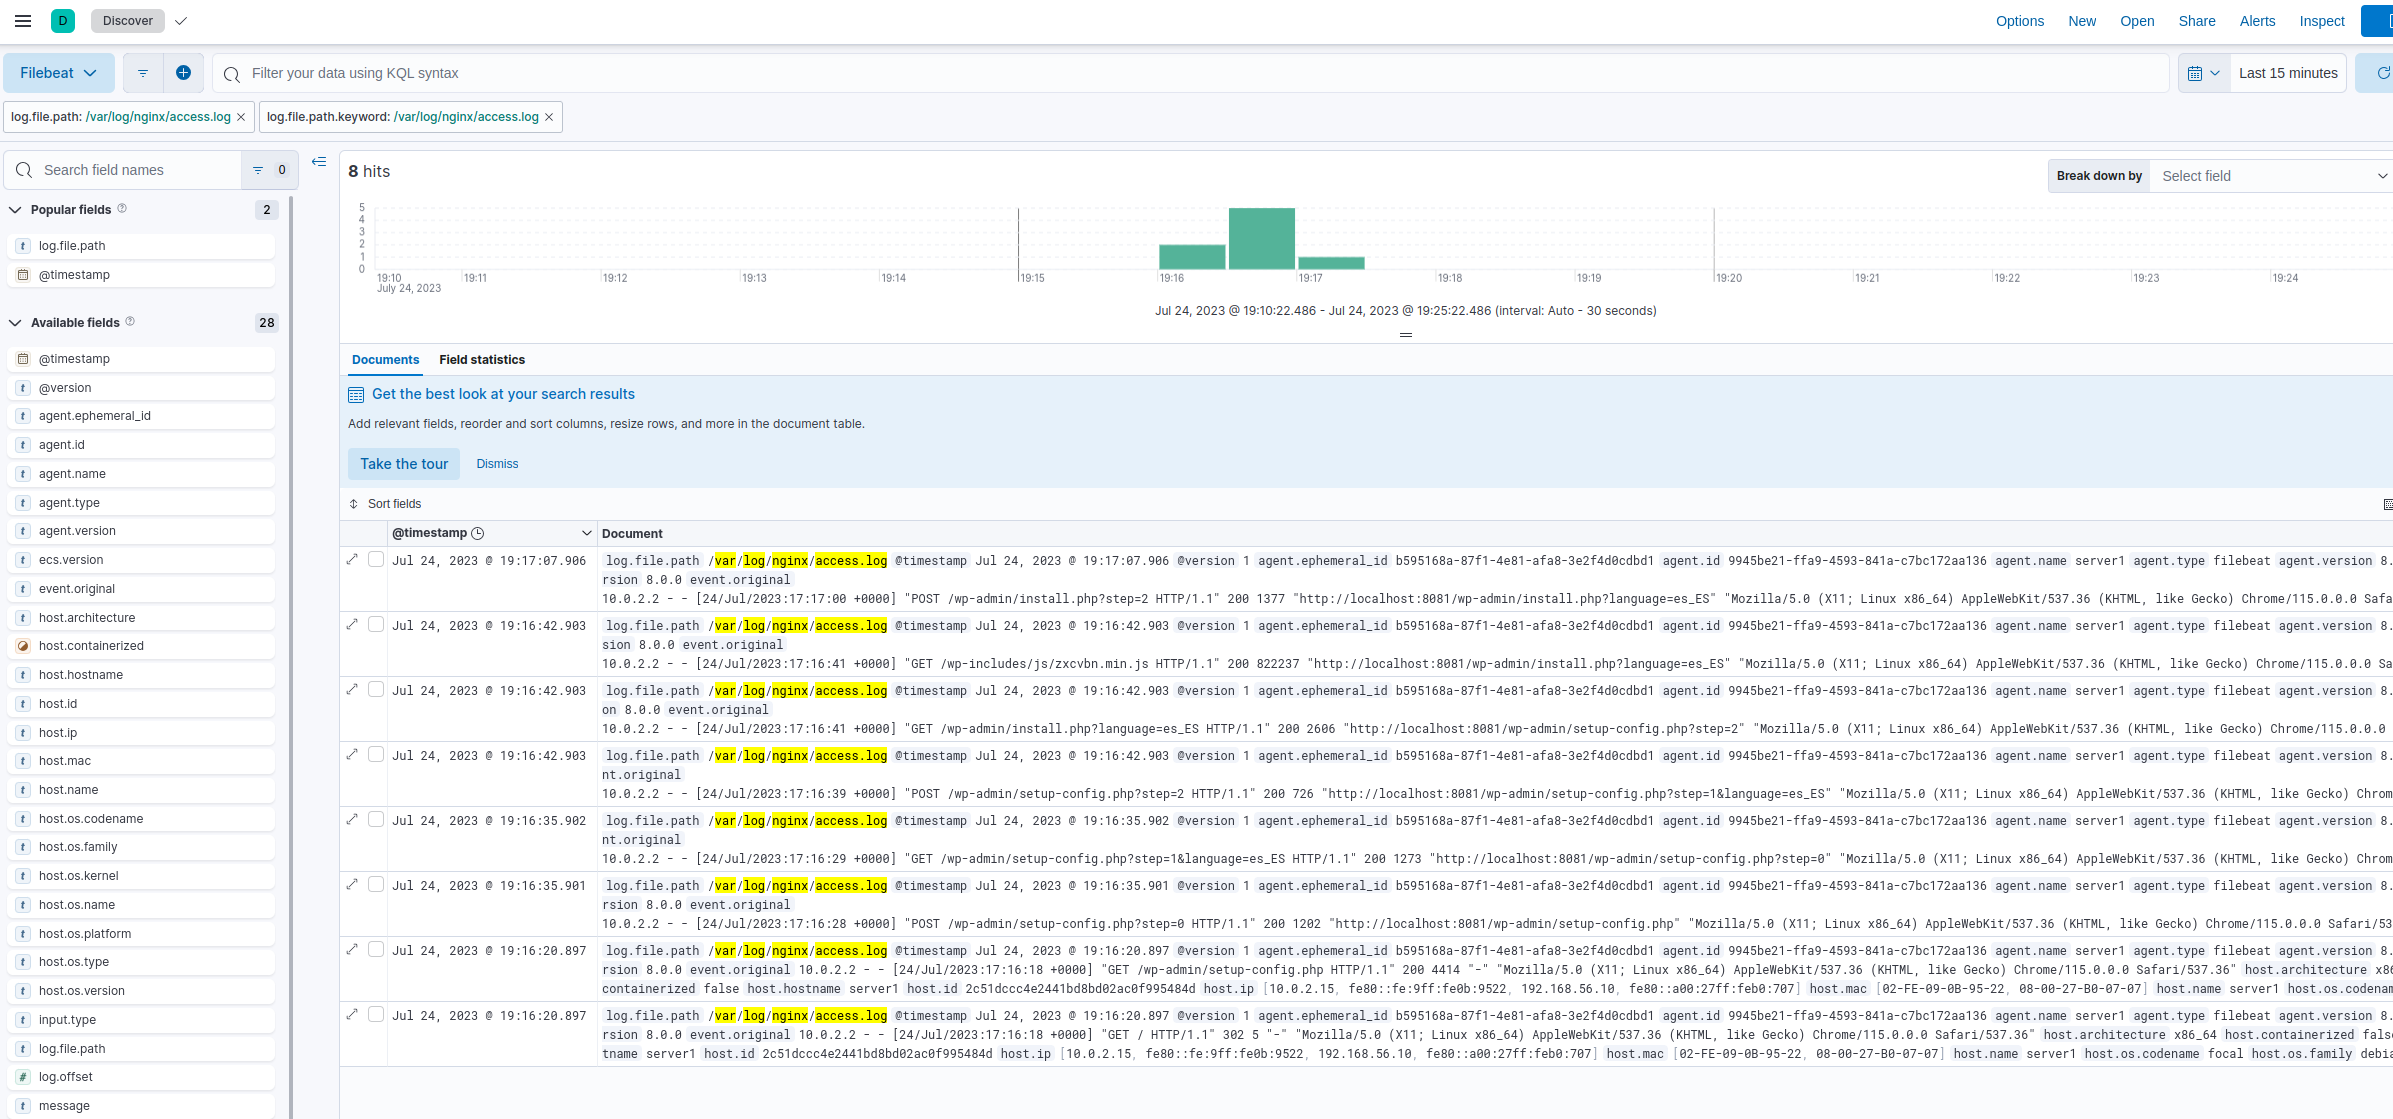 D Discover Options New Open Share Alerts Inspect
Filebeat Filter your data using KQL syntax Last 15 minutes
log.file.path: /var/log/nginx/access.log × log.file.path.keyword: /var/log/nginx/access.log ×
Search field names 0
8 hits
Break down by Select field
Popular fields 2
log.file.path
@timestamp
Available fields 28
@timestamp
@version
agent.ephemeral_id
agent.id
agent.name
agent.type
agent.version
ecs.version
event.original
host.architecture
host.containerized
host.hostname
host.id
host.ip
host.mac
host.name
host.os.codename
host.os.family
host.os.kernel
host.os.name
host.os.platform
host.os.type
host.os.version
input.type
log.file.path
log.offset
message
5
4
3
2
1
0
19:10 19:11 19:12 19:13 19:14 19:15 19:16 19:17 19:18 19:19 19:20 19:21 19:22 19:23 19:24
July 24, 2023
Jul 24, 2023 @ 19:10:22.486 - Jul 24, 2023 @ 19:25:22.486 (interval: Auto - 30 seconds)
Documents Field statistics
Get the best look at your search results
Add relevant fields, reorder and sort columns, resize rows, and more in the document table.
Take the tour Dismiss
Sort fields
@timestamp Document
Jul 24, 2023 @ 19:17:07.906 log.file.path /var/log/nginx/access.log @timestamp Jul 24, 2023 @ 19:17:07.906 @version 1 agent.ephemeral_id b595168a-87f1-4e81-afa8-3e2f4d0cdbd1 agent.id 9945be21-ffa9-4593-841a-c7bc172aa136 agent.name server1 agent.type filebeat agent.version 8.
rsion 8.0.0 event.original
10.0.2.2 - - [24/Jul/2023:17:17:00 +0000] "POST /wp-admin/install.php?step=2 HTTP/1.1" 200 1377 "http://localhost:8081/wp-admin/install.php?language=es_ES" "Mozilla/5.0 (X11; Linux x86_64) AppleWebKit/537.36 (KHTML, like Gecko) Chrome/115.0.0.0 Safa
Jul 24, 2023 @ 19:16:42.903 log.file.path /var/log/nginx/access.log @timestamp Jul 24, 2023 @ 19:16:42.903 @version 1 agent.ephemeral_id b595168a-87f1-4e81-afa8-3e2f4d0cdbd1 agent.id 9945be21-ffa9-4593-841a-c7bc172aa136 agent.name server1 agent.type filebeat agent.version 8.
sion 8.0.0 event.original
10.0.2.2 - - [24/Jul/2023:17:16:41 +0000] "GET /wp-includes/js/zxcvbn.min.js HTTP/1.1" 200 822237 "http://localhost:8081/wp-admin/install.php?language=es_ES" "Mozilla/5.0 (X11; Linux x86_64) AppleWebKit/537.36 (KHTML, like Gecko) Chrome/115.0.0.0 Sa
Jul 24, 2023 @ 19:16:42.903 log.file.path /var/log/nginx/access.log @timestamp Jul 24, 2023 @ 19:16:42.903 @version 1 agent.ephemeral_id b595168a-87f1-4e81-afa8-3e2f4d0cdbd1 agent.id 9945be21-ffa9-4593-841a-c7bc172aa136 agent.name server1 agent.type filebeat agent.version 8.
on 8.0.0 event.original
10.0.2.2 - - [24/Jul/2023:17:16:41 +0000] "GET /wp-admin/install.php?language=es_ES HTTP/1.1" 200 2606 "http://localhost:8081/wp-admin/setup-config.php?step=2" "Mozilla/5.0 (X11; Linux x86_64) AppleWebKit/537.36 (KHTML, like Gecko) Chrome/115.0.0.0
Jul 24, 2023 @ 19:16:42.903 log.file.path /var/log/nginx/access.log @timestamp Jul 24, 2023 @ 19:16:42.903 @version 1 agent.ephemeral_id b595168a-87f1-4e81-afa8-3e2f4d0cdbd1 agent.id 9945be21-ffa9-4593-841a-c7bc172aa136 agent.name server1 agent.type filebeat agent.version 8.
nt.original
10.0.2.2 - - [24/Jul/2023:17:16:39 +0000] "POST /wp-admin/setup-config.php?step=2 HTTP/1.1" 200 726 "http://localhost:8081/wp-admin/setup-config.php?step=1&language=es_ES" "Mozilla/5.0 (X11; Linux x86_64) AppleWebKit/537.36 (KHTML, like Gecko) Chrom
Jul 24, 2023 @ 19:16:35.902 log.file.path /var/log/nginx/access.log @timestamp Jul 24, 2023 @ 19:16:35.902 @version 1 agent.ephemeral_id b595168a-87f1-4e81-afa8-3e2f4d0cdbd1 agent.id 9945be21-ffa9-4593-841a-c7bc172aa136 agent.name server1 agent.type filebeat agent.version 8.
nt.original
10.0.2.2 - - [24/Jul/2023:17:16:29 +0000] "GET /wp-admin/setup-config.php?step=1&language=es_ES HTTP/1.1" 200 1273 "http://localhost:8081/wp-admin/setup-config.php?step=0" "Mozilla/5.0 (X11; Linux x86_64) AppleWebKit/537.36 (KHTML, like Gecko) Chrom
Jul 24, 2023 @ 19:16:35.901 log.file.path /var/log/nginx/access.log @timestamp Jul 24, 2023 @ 19:16:35.901 @version 1 agent.ephemeral_id b595168a-87f1-4e81-afa8-3e2f4d0cdbd1 agent.id 9945be21-ffa9-4593-841a-c7bc172aa136 agent.name server1 agent.type filebeat agent.version 8.
rsion 8.0.0 event.original
10.0.2.2 - - [24/Jul/2023:17:16:28 +0000] "POST /wp-admin/setup-config.php?step=0 HTTP/1.1" 200 1202 "http://localhost:8081/wp-admin/setup-config.php" "Mozilla/5.0 (X11; Linux x86_64) AppleWebKit/537.36 (KHTML, like Gecko) Chrome/115.0.0.0 Safari/53
Jul 24, 2023 @ 19:16:20.897 log.file.path /var/log/nginx/access.log @timestamp Jul 24, 2023 @ 19:16:20.897 @version 1 agent.ephemeral_id b595168a-87f1-4e81-afa8-3e2f4d0cdbd1 agent.id 9945be21-ffa9-4593-841a-c7bc172aa136 agent.name server1 agent.type filebeat agent.version 8.
rsion 8.0.0 event.original 10.0.2.2 - - [24/Jul/2023:17:16:18 +0000] "GET /wp-admin/setup-config.php HTTP/1.1" 200 4414 "-" "Mozilla/5.0 (X11; Linux x86_64) AppleWebKit/537.36 (KHTML, like Gecko) Chrome/115.0.0.0 Safari/537.36" host.architecture x86
containerized false host.hostname server1 host.id 2c51dccc4e2441bd8bd02ac0f995484d host.ip [10.0.2.15, fe80::fe:9ff:fe0b:9522, 192.168.56.10, fe80::a00:27ff:feb0:707] host.mac [02-FE-09-0B-95-22, 08-00-27-B0-07-07] host.name server1 host.os.codenam
Jul 24, 2023 @ 19:16:20.897 log.file.path /var/log/nginx/access.log @timestamp Jul 24, 2023 @ 19:16:20.897 @version 1 agent.ephemeral_id b595168a-87f1-4e81-afa8-3e2f4d0cdbd1 agent.id 9945be21-ffa9-4593-841a-c7bc172aa136 agent.name server1 agent.type filebeat agent.version 8.
rsion 8.0.0 event.original 10.0.2.2 - - [24/Jul/2023:17:16:18 +0000] "GET / HTTP/1.1" 302 5 "-" "Mozilla/5.0 (X11; Linux x86_64) AppleWebKit/537.36 (KHTML, like Gecko) Chrome/115.0.0.0 Safari/537.36" host.architecture x86_64 host.containerized fals
tname server1 host.id 2c51dccc4e2441bd8bd02ac0f995484d host.ip [10.0.2.15, fe80::fe:9ff:fe0b:9522, 192.168.56.10, fe80::a00:27ff:feb0:707] host.mac [02-FE-09-0B-95-22, 08-00-27-B0-07-07] host.name server1 host.os.codename focal host.os.family debi